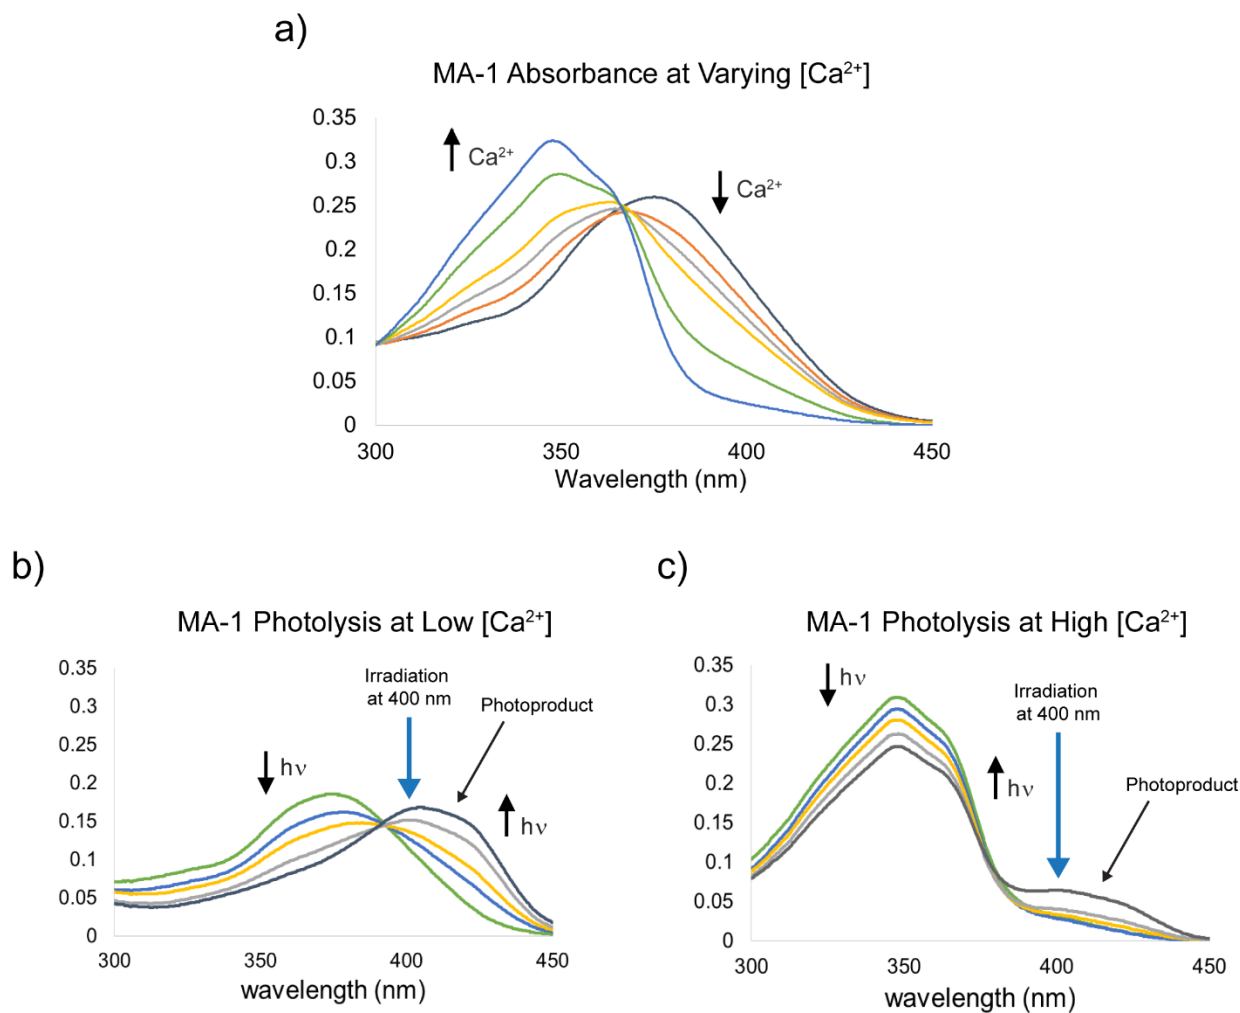 a)
MA-1 Absorbance at Varying [Ca²⁺]
0.35
0.3
0.25
0.2
0.15
0.1
0.05
0
Ca²⁺
Ca²⁺
300 350 400 450
Wavelength (nm)
b)
MA-1 Photolysis at Low [Ca²⁺]
0.35
0.3
0.25
0.2
0.15
0.1
0.05
0
Irradiation
at 400 nm
Photoproduct
hν
hν
300 350 400 450
wavelength (nm)
c)
MA-1 Photolysis at High [Ca²⁺]
0.35
0.3
0.25
0.2
0.15
0.1
0.05
0
hν
Irradiation
at 400 nm
hν
Photoproduct
300 350 400 450
wavelength (nm)